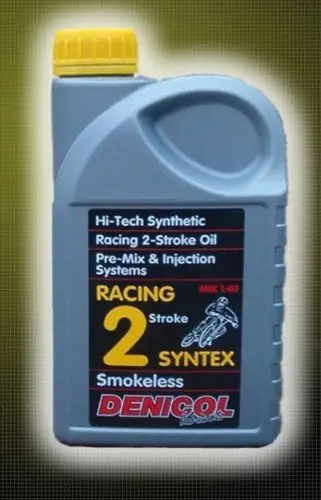 Hi-Tech Synthetic
Racing 2-Stroke Oil
Pre-Mix & Injection
Systems
MIX 1:40
RACING
2 Stroke
SYNTEX
Smokeless
DENICOL